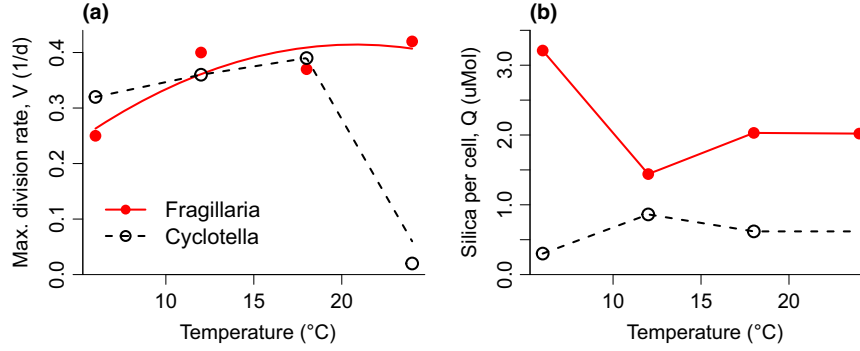 (a)
Max. division rate, V (1/d)
0.4
0.3
0.2
0.1
0.0
Fragillaria
Cyclotella
10
15
20
Temperature (°C)
(b)
Silica per cell, Q (uMol)
3.0
2.0
1.0
0.0
10
15
20
Temperature (°C)